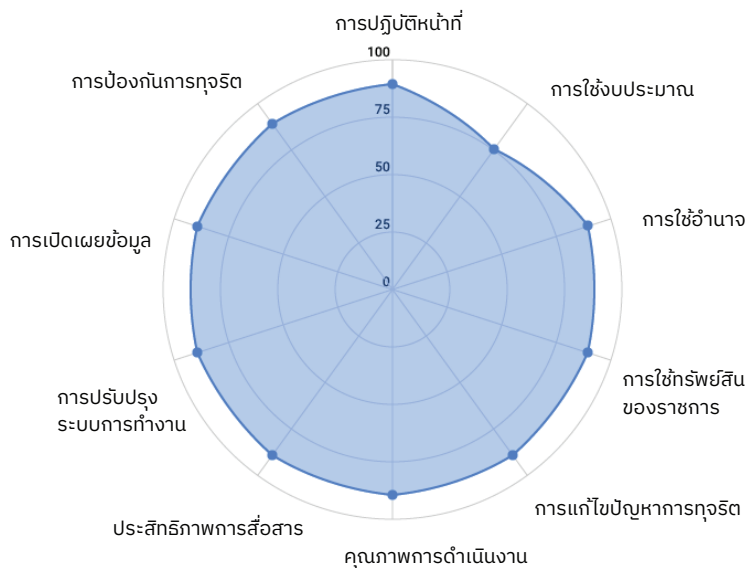 การปฏิบัติหน้าที่
100
การป้องกันการทุจริต
การใช้งบประมาณ
75
50
การใช้อำนาจ
การเปิดเผยข้อมูล
25
0
การใช้ทรัพย์สิน
ของราชการ
การปรับปรุง
ระบบการทำงาน
การแก้ไขปัญหาการทุจริต
ประสิทธิภาพการสื่อสาร
คุณภาพการดำเนินงาน